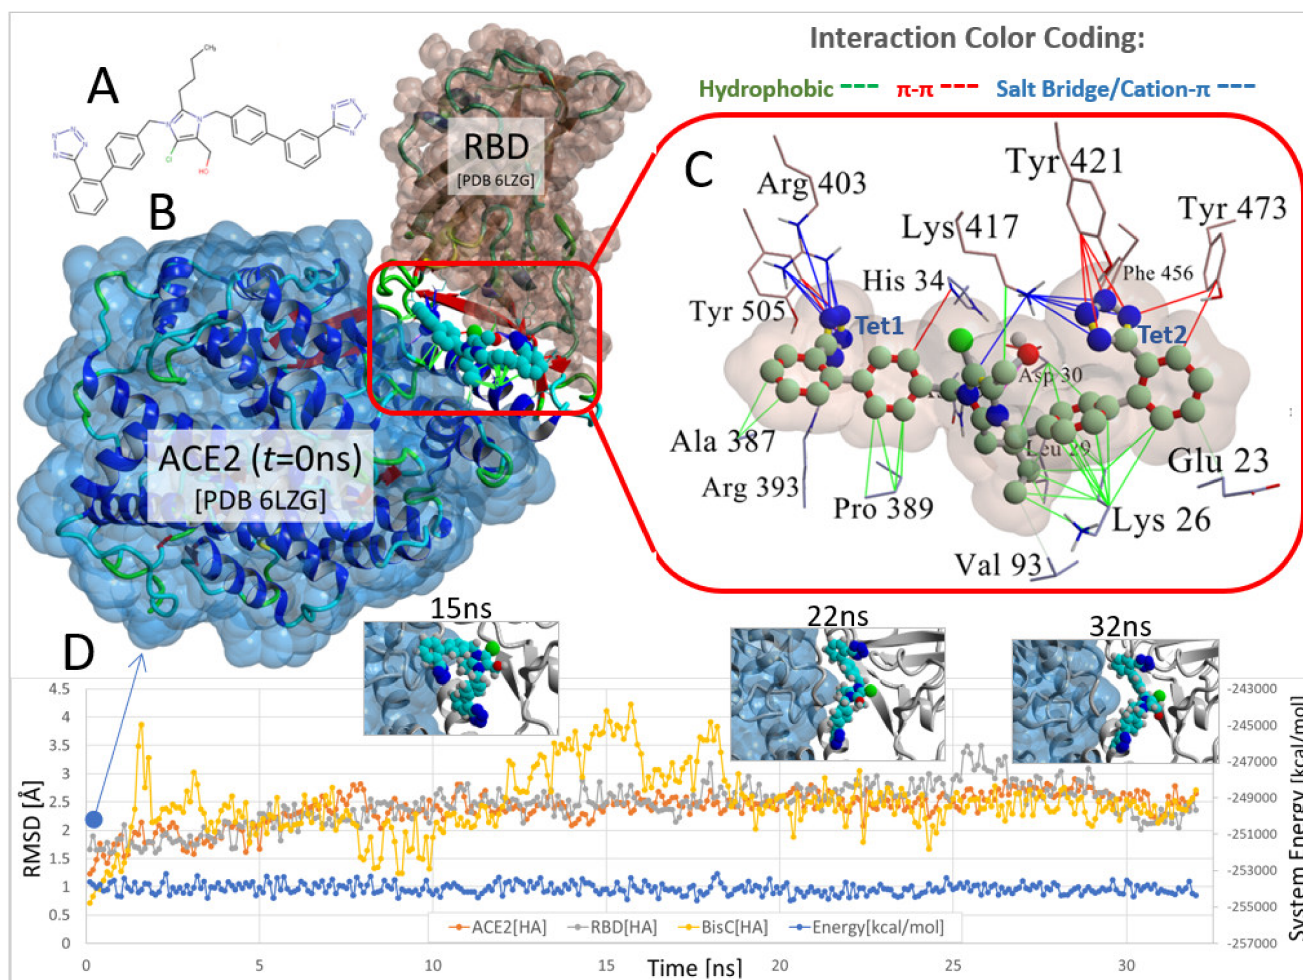 Interaction Color Coding:
Hydrophobic --- π-π --- Salt Bridge/Cation-π ---
A
CH₃
N
N
N
N
N
N
N
N
N
N
Cl
HO
RBD
[PDB 6LZG]
B
ACE2 (t=0ns)
[PDB 6LZG]
C
Arg 403
Tyr 421
Lys 417
Tyr 473
His 34
Phe 456
Tyr 505
Tet1
Tet2
Asp 30
Ala 387
Leu 29
Arg 393
Pro 389
Glu 23
Lys 26
Val 93
D
15ns
22ns
32ns
4.5
4
3.5
3
2.5
2
1.5
1
0.5
0
RMSD [Å]
-243000
-245000
-247000
-249000
-251000
-253000
-255000
-257000
System Energy [kcal/mol]
ACE2[HA] RBD[HA] BisC[HA] Energy[kcal/mol]
0 5 10 15 20 25 30
Time [ns]